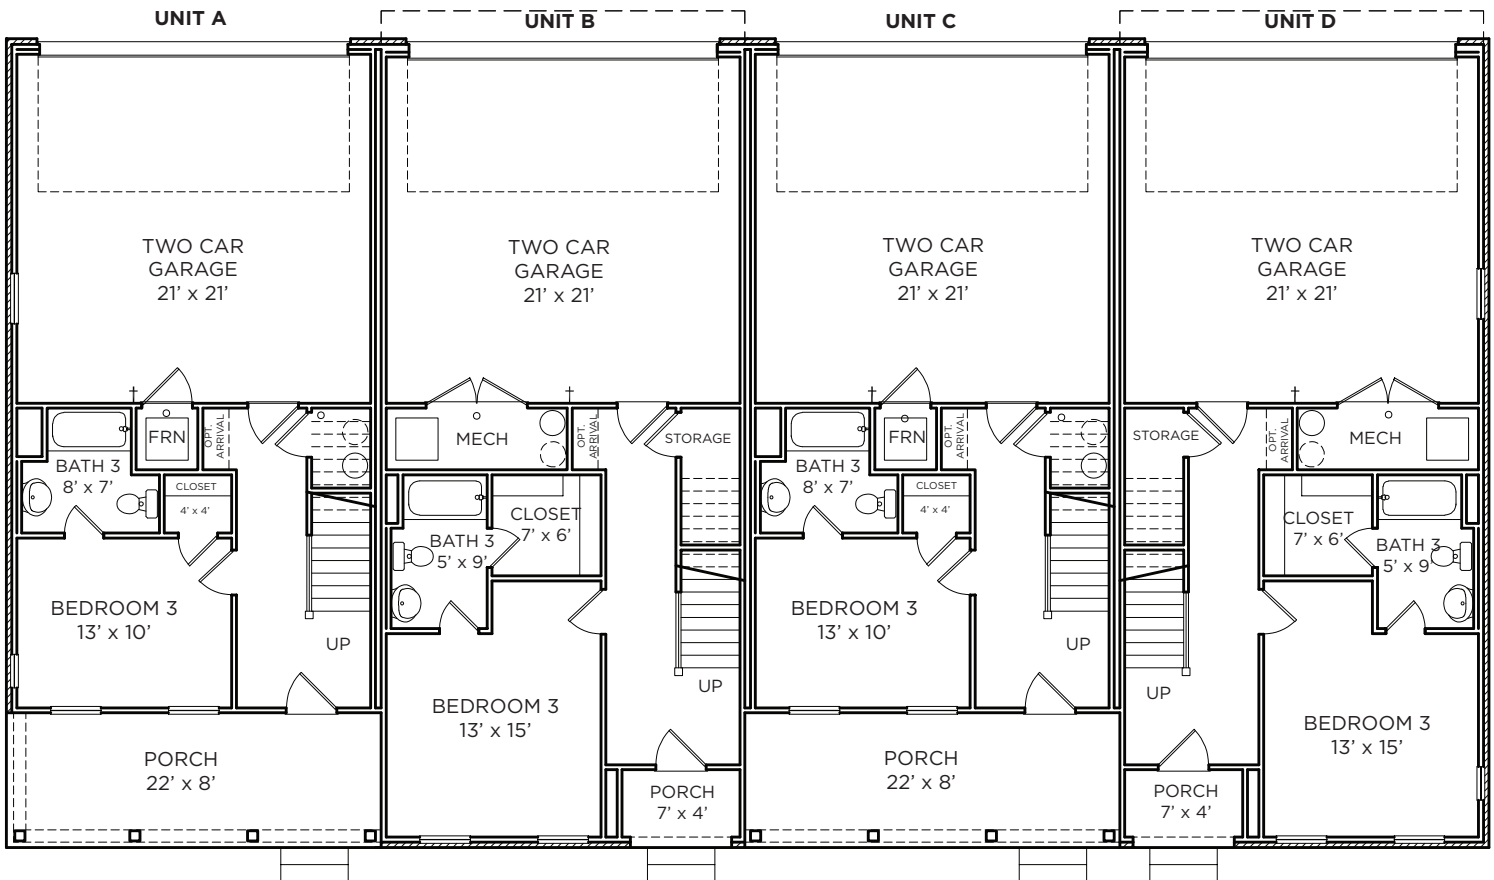 UNIT A
UNIT B
UNIT C
UNIT D
TWO CAR
GARAGE
21’ x 21’
TWO CAR
GARAGE
21’ x 21’
TWO CAR
GARAGE
21’ x 21’
TWO CAR
GARAGE
21’ x 21’
FRN
OPT.
ARRIVAL
BATH 3
8’ x 7’
CLOSET
4’ x 4’
BEDROOM 3
13’ x 10’
UP
PORCH
22’ x 8’
MECH
OPT.
ARRIVAL
STORAGE
CLOSET
7’ x 6’
BATH 3
5’ x 9’
BEDROOM 3
13’ x 15’
UP
PORCH
7’ x 4’
FRN
OPT.
ARRIVAL
BATH 3
8’ x 7’
CLOSET
4’ x 4’
BEDROOM 3
13’ x 10’
UP
PORCH
22’ x 8’
STORAGE
OPT.
ARRIVAL
MECH
CLOSET
7’ x 6’
BATH 3
5’ x 9’
UP
BEDROOM 3
13’ x 15’
PORCH
7’ x 4’